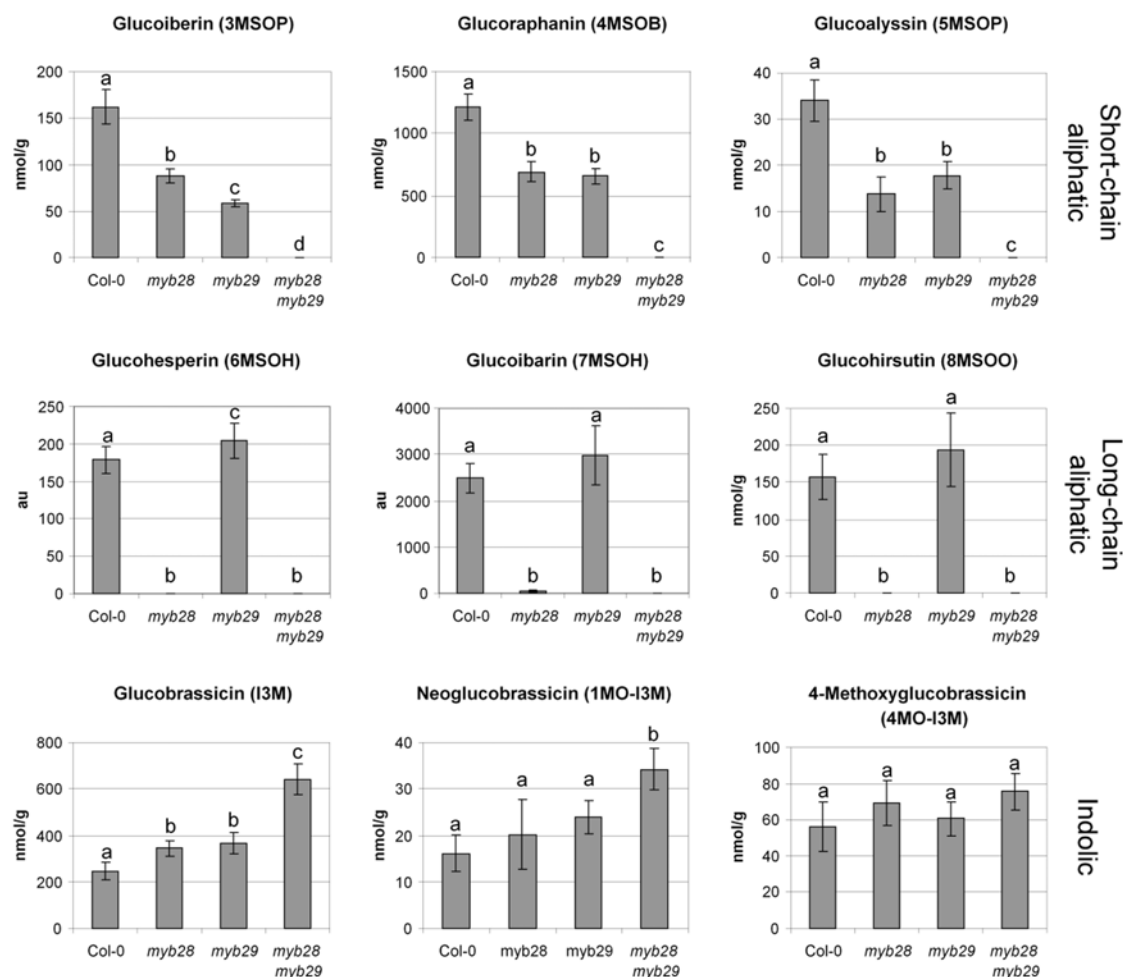 Glucoiberin (3MSOP)
200
150
100
50
0
nmol/g
a
b
c
d
Col-0
myb28
myb29
myb28
myb29
Glucoraphanin (4MSOB)
1500
1000
500
0
nmol/g
a
b
b
c
Col-0
myb28
myb29
myb28
myb29
Glucoalyssin (5MSOP)
40
30
20
10
0
nmol/g
a
b
b
c
Col-0
myb28
myb29
myb28
myb29
Short-chain
aliphatic
Glucohesperin (6MSOH)
250
200
150
100
50
0
au
a
b
c
b
Col-0
myb28
myb29
myb28
myb29
Glucoibarin (7MSOH)
4000
3000
2000
1000
0
au
a
b
a
b
Col-0
myb28
myb29
myb28
myb29
Glucohirsutin (8MSOO)
250
200
150
100
50
0
nmol/g
a
b
a
b
Col-0
myb28
myb29
myb28
myb29
Long-chain
aliphatic
Glucobrassicin (I3M)
800
600
400
200
0
nmol/g
a
b
b
c
Col-0
myb28
myb29
myb28
myb29
Neoglucobrassicin (1MO-I3M)
40
30
20
10
0
nmol/g
a
a
a
b
Col-0
myb28
myb29
myb28
myb29
4-Methoxyglucobrassicin
(4MO-I3M)
100
80
60
40
20
0
nmol/g
a
a
a
a
Col-0
myb28
myb29
myb28
myb29
Indolic